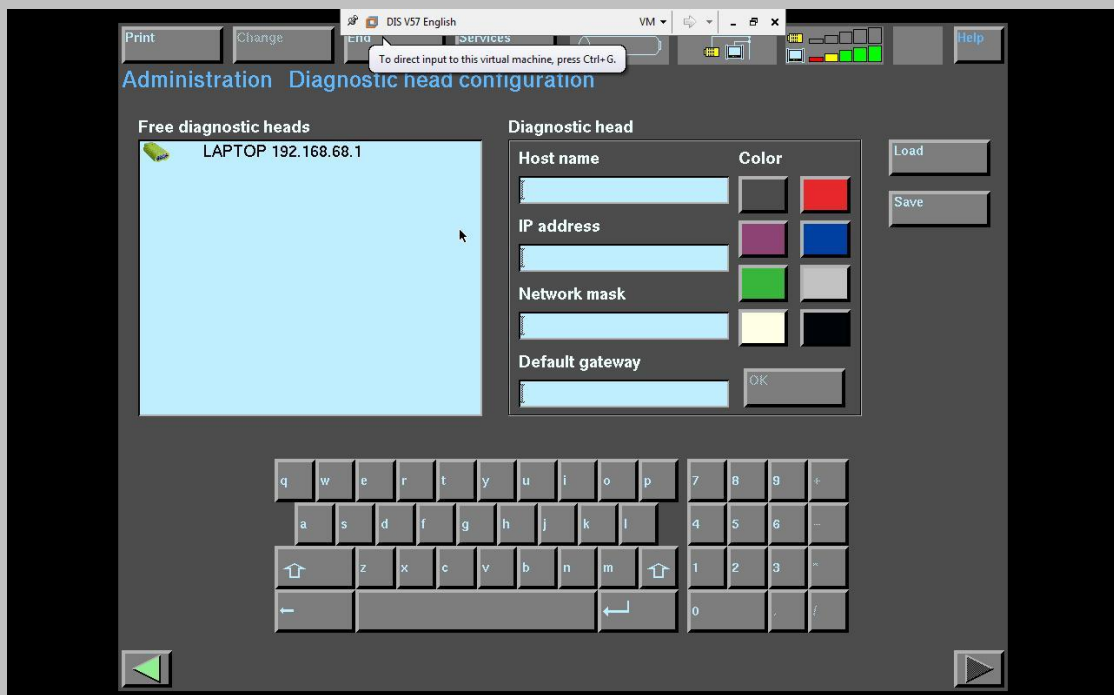 DIS V57 English
VM
Print
Change
End
Services
Help
To direct input to this virtual machine, press Ctrl+G.
Administration Diagnostic head configuration
Free diagnostic heads
LAPTOP 192.168.68.1
Diagnostic head
Host name
Color
IP address
Network mask
Default gateway
OK
Load
Save
q w e r t y u i o p 7 8 9 +
a s d f g h j k l 4 5 6 -
z x c v b n m 1 2 3 *
0 . /